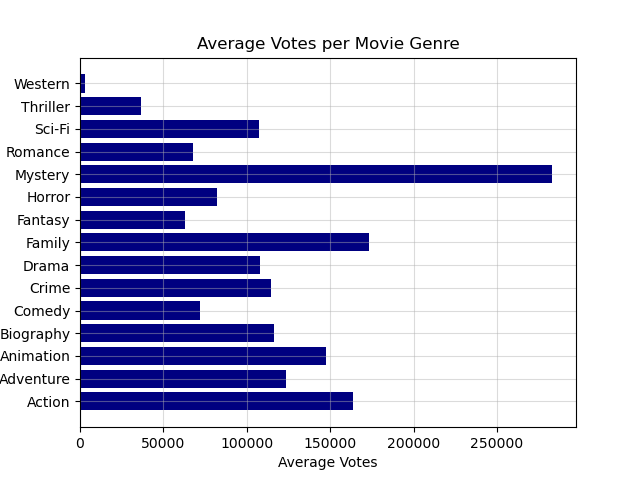 Average Votes per Movie Genre
Western
Thriller
Sci-Fi
Romance
Mystery
Horror
Fantasy
Family
Drama
Crime
Comedy
Biography
Animation
Adventure
Action
0 50000 100000 150000 200000 250000
Average Votes